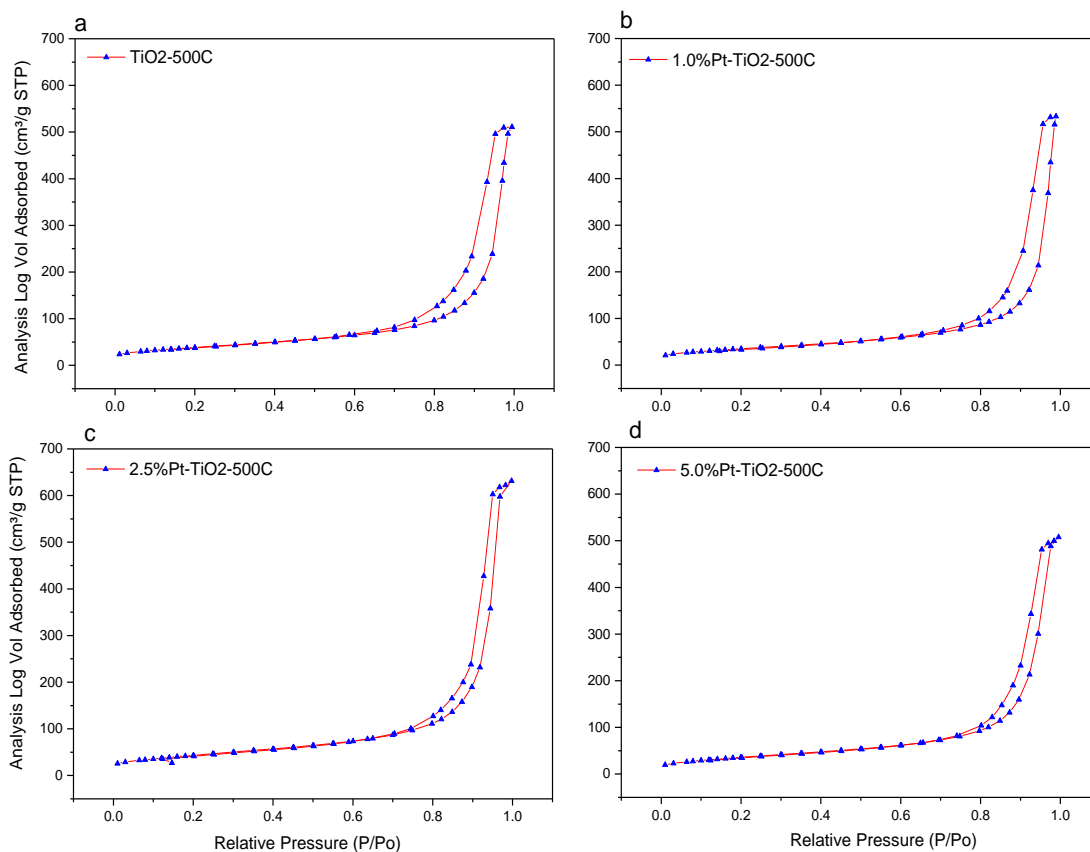 a
TiO2-500C
Analysis Log Vol Adsorbed (cm³/g STP)
700
600
500
400
300
200
100
0
0.0 0.2 0.4 0.6 0.8 1.0
b
1.0%Pt-TiO2-500C
700
600
500
400
300
200
100
0
0.0 0.2 0.4 0.6 0.8 1.0
c
2.5%Pt-TiO2-500C
Analysis Log Vol Adsorbed (cm³/g STP)
700
600
500
400
300
200
100
0
0.0 0.2 0.4 0.6 0.8 1.0
Relative Pressure (P/Po)
d
5.0%Pt-TiO2-500C
700
600
500
400
300
200
100
0
0.0 0.2 0.4 0.6 0.8 1.0
Relative Pressure (P/Po)